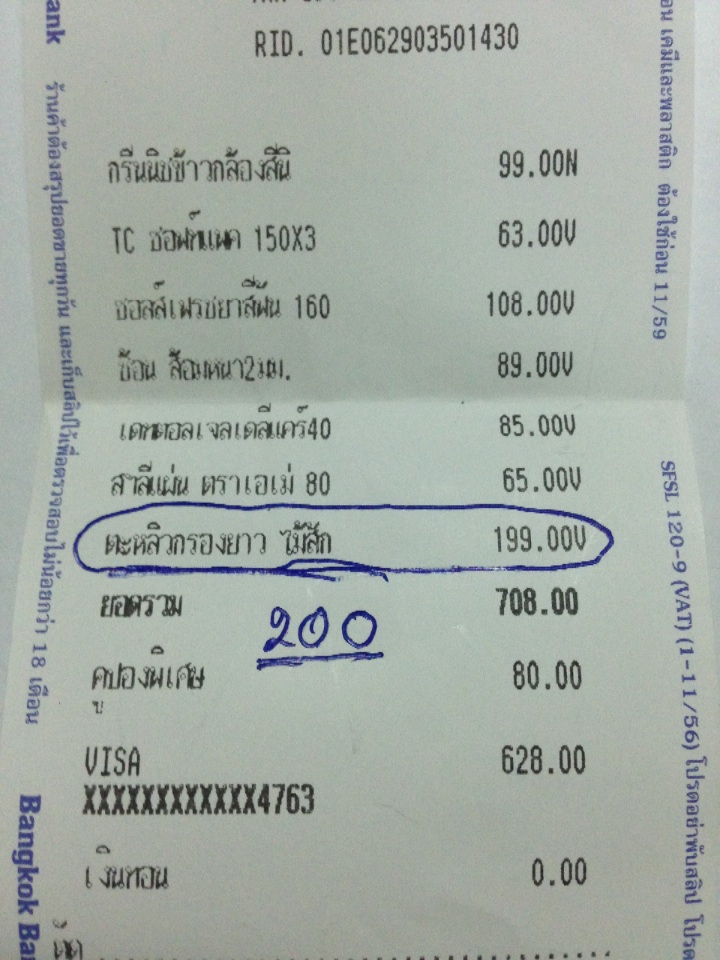 RID. 01E062903501430
กรีนนิชข้าวกล้องสีนิ 99.00N
TC ซอฟท์แพค 150X3 63.00V
ซอลส์เฟรชยาสีฟัน 160 108.00V
ช้อน ส้อมหนา2มม. 89.00V
เดทตอลเจลเดลี่แคร์40 85.00V
สาลีแผ่น ตราเอเม่ 80 65.00V
ตะหลิวกรองยาว ไม้สัก 199.00V
ยอดรวม 708.00
200
คูปองพิเศษ 80.00
VISA 628.00
XXXXXXXXXXXX4763
เงินทอน 0.00
ank ร้านค้าต้องสรุปยอดขายทุกวัน และเก็บสลิปไว้เพื่อตรวจสอบไม่น้อยกว่า 18 เดือน Bangkok Ba
เคมีและพลาสติก ต้องใช้ก่อน 11/59
SFSL 120-9 (VAT) (1-11/56) โปรดอย่าพับสลิป โปรด